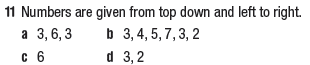 11 Numbers are given from top down and left to right.
a 3, 6, 3 b 3, 4, 5, 7, 3, 2
c 6 d 3, 2